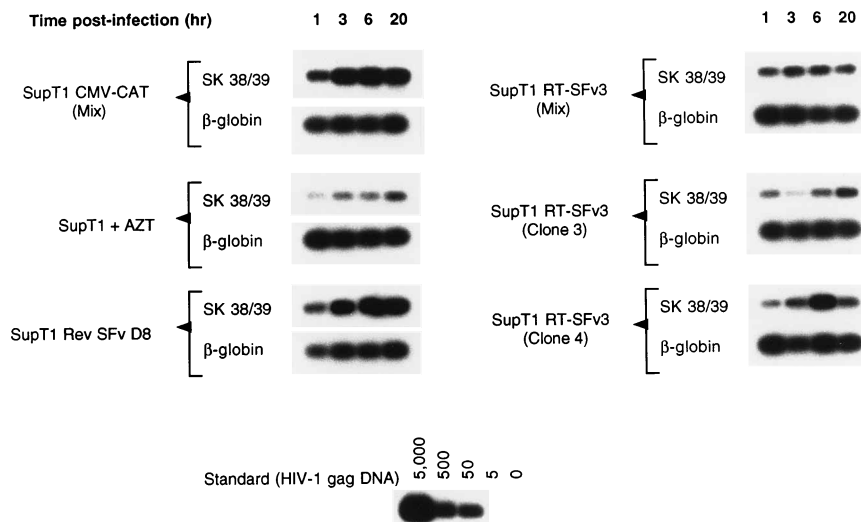 Time post-infection (hr) 1 3 6 20
1 3 6 20
SupT1 CMV-CAT
(Mix)
SK 38/39
β-globin
SupT1 RT-SFv3
(Mix)
SK 38/39
β-globin
SupT1 + AZT
SK 38/39
β-globin
SupT1 RT-SFv3
(Clone 3)
SK 38/39
β-globin
SupT1 Rev SFv D8
SK 38/39
β-globin
SupT1 RT-SFv3
(Clone 4)
SK 38/39
β-globin
Standard (HIV-1 gag DNA) 5,000 500 50 5 0